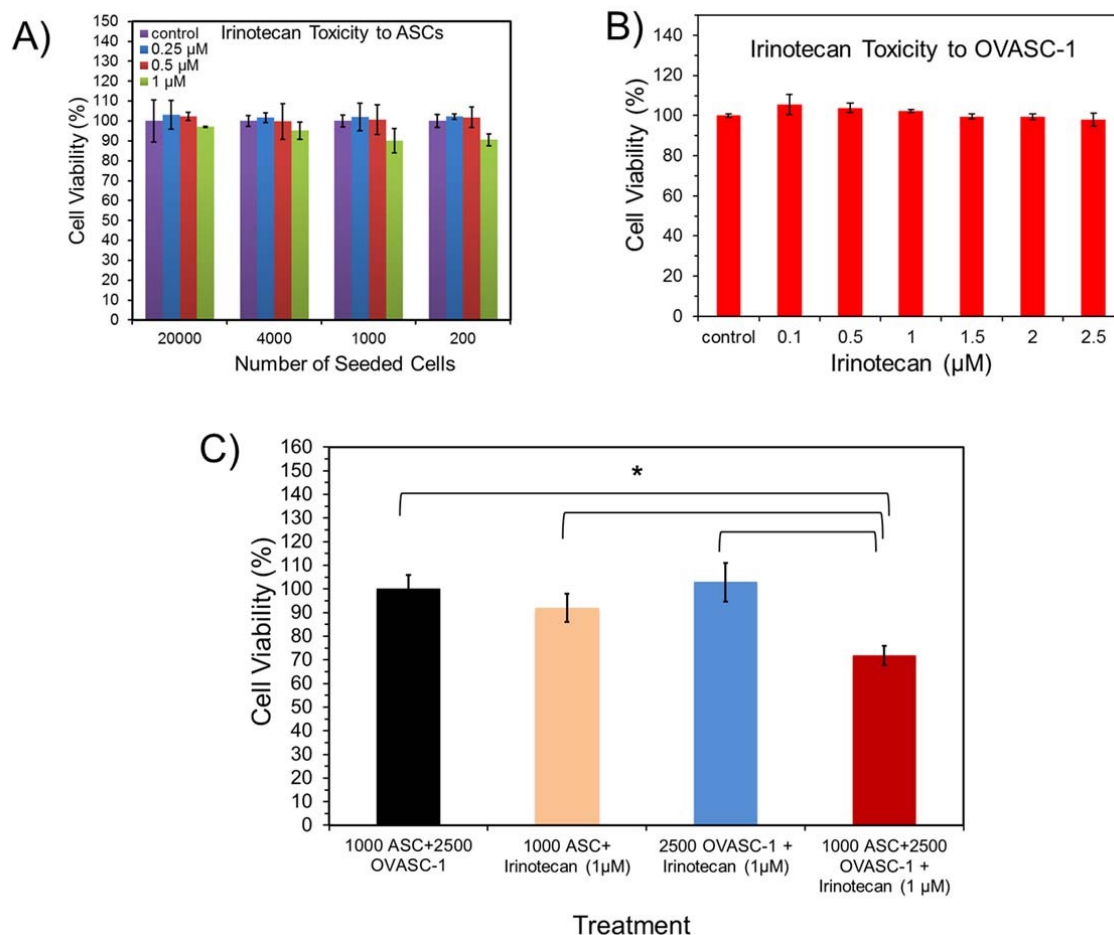 A)
Irinotecan Toxicity to ASCs
control
0.25 µM
0.5 µM
1 µM
Cell Viability (%)
150
140
130
120
110
100
90
80
70
60
50
40
30
20
10
0
20000 4000 1000 200
Number of Seeded Cells
B)
Irinotecan Toxicity to OVASC-1
Cell Viability (%)
140
120
100
80
60
40
20
0
control 0.1 0.5 1 1.5 2 2.5
Irinotecan (µM)
C)
*
Cell Viability (%)
160
150
140
130
120
110
100
90
80
70
60
50
40
30
20
10
0
1000 ASC+2500
OVASC-1
1000 ASC+
Irinotecan (1µM)
2500 OVASC-1 +
Irinotecan (1µM)
1000 ASC+2500
OVASC-1 +
Irinotecan (1 µM)
Treatment